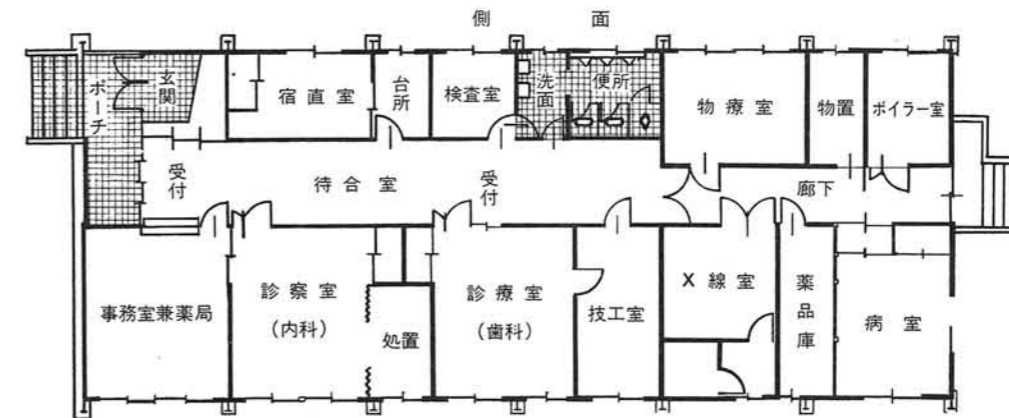 側面
ポーチ
玄関
宿直室
台所
検査室
洗面
便所
物療室
物置
ボイラー室
受付
待合室
受付
廊下
事務室兼薬局
診察室
(内科)
処置
診療室
(歯科)
技工室
X線室
薬品庫
病室